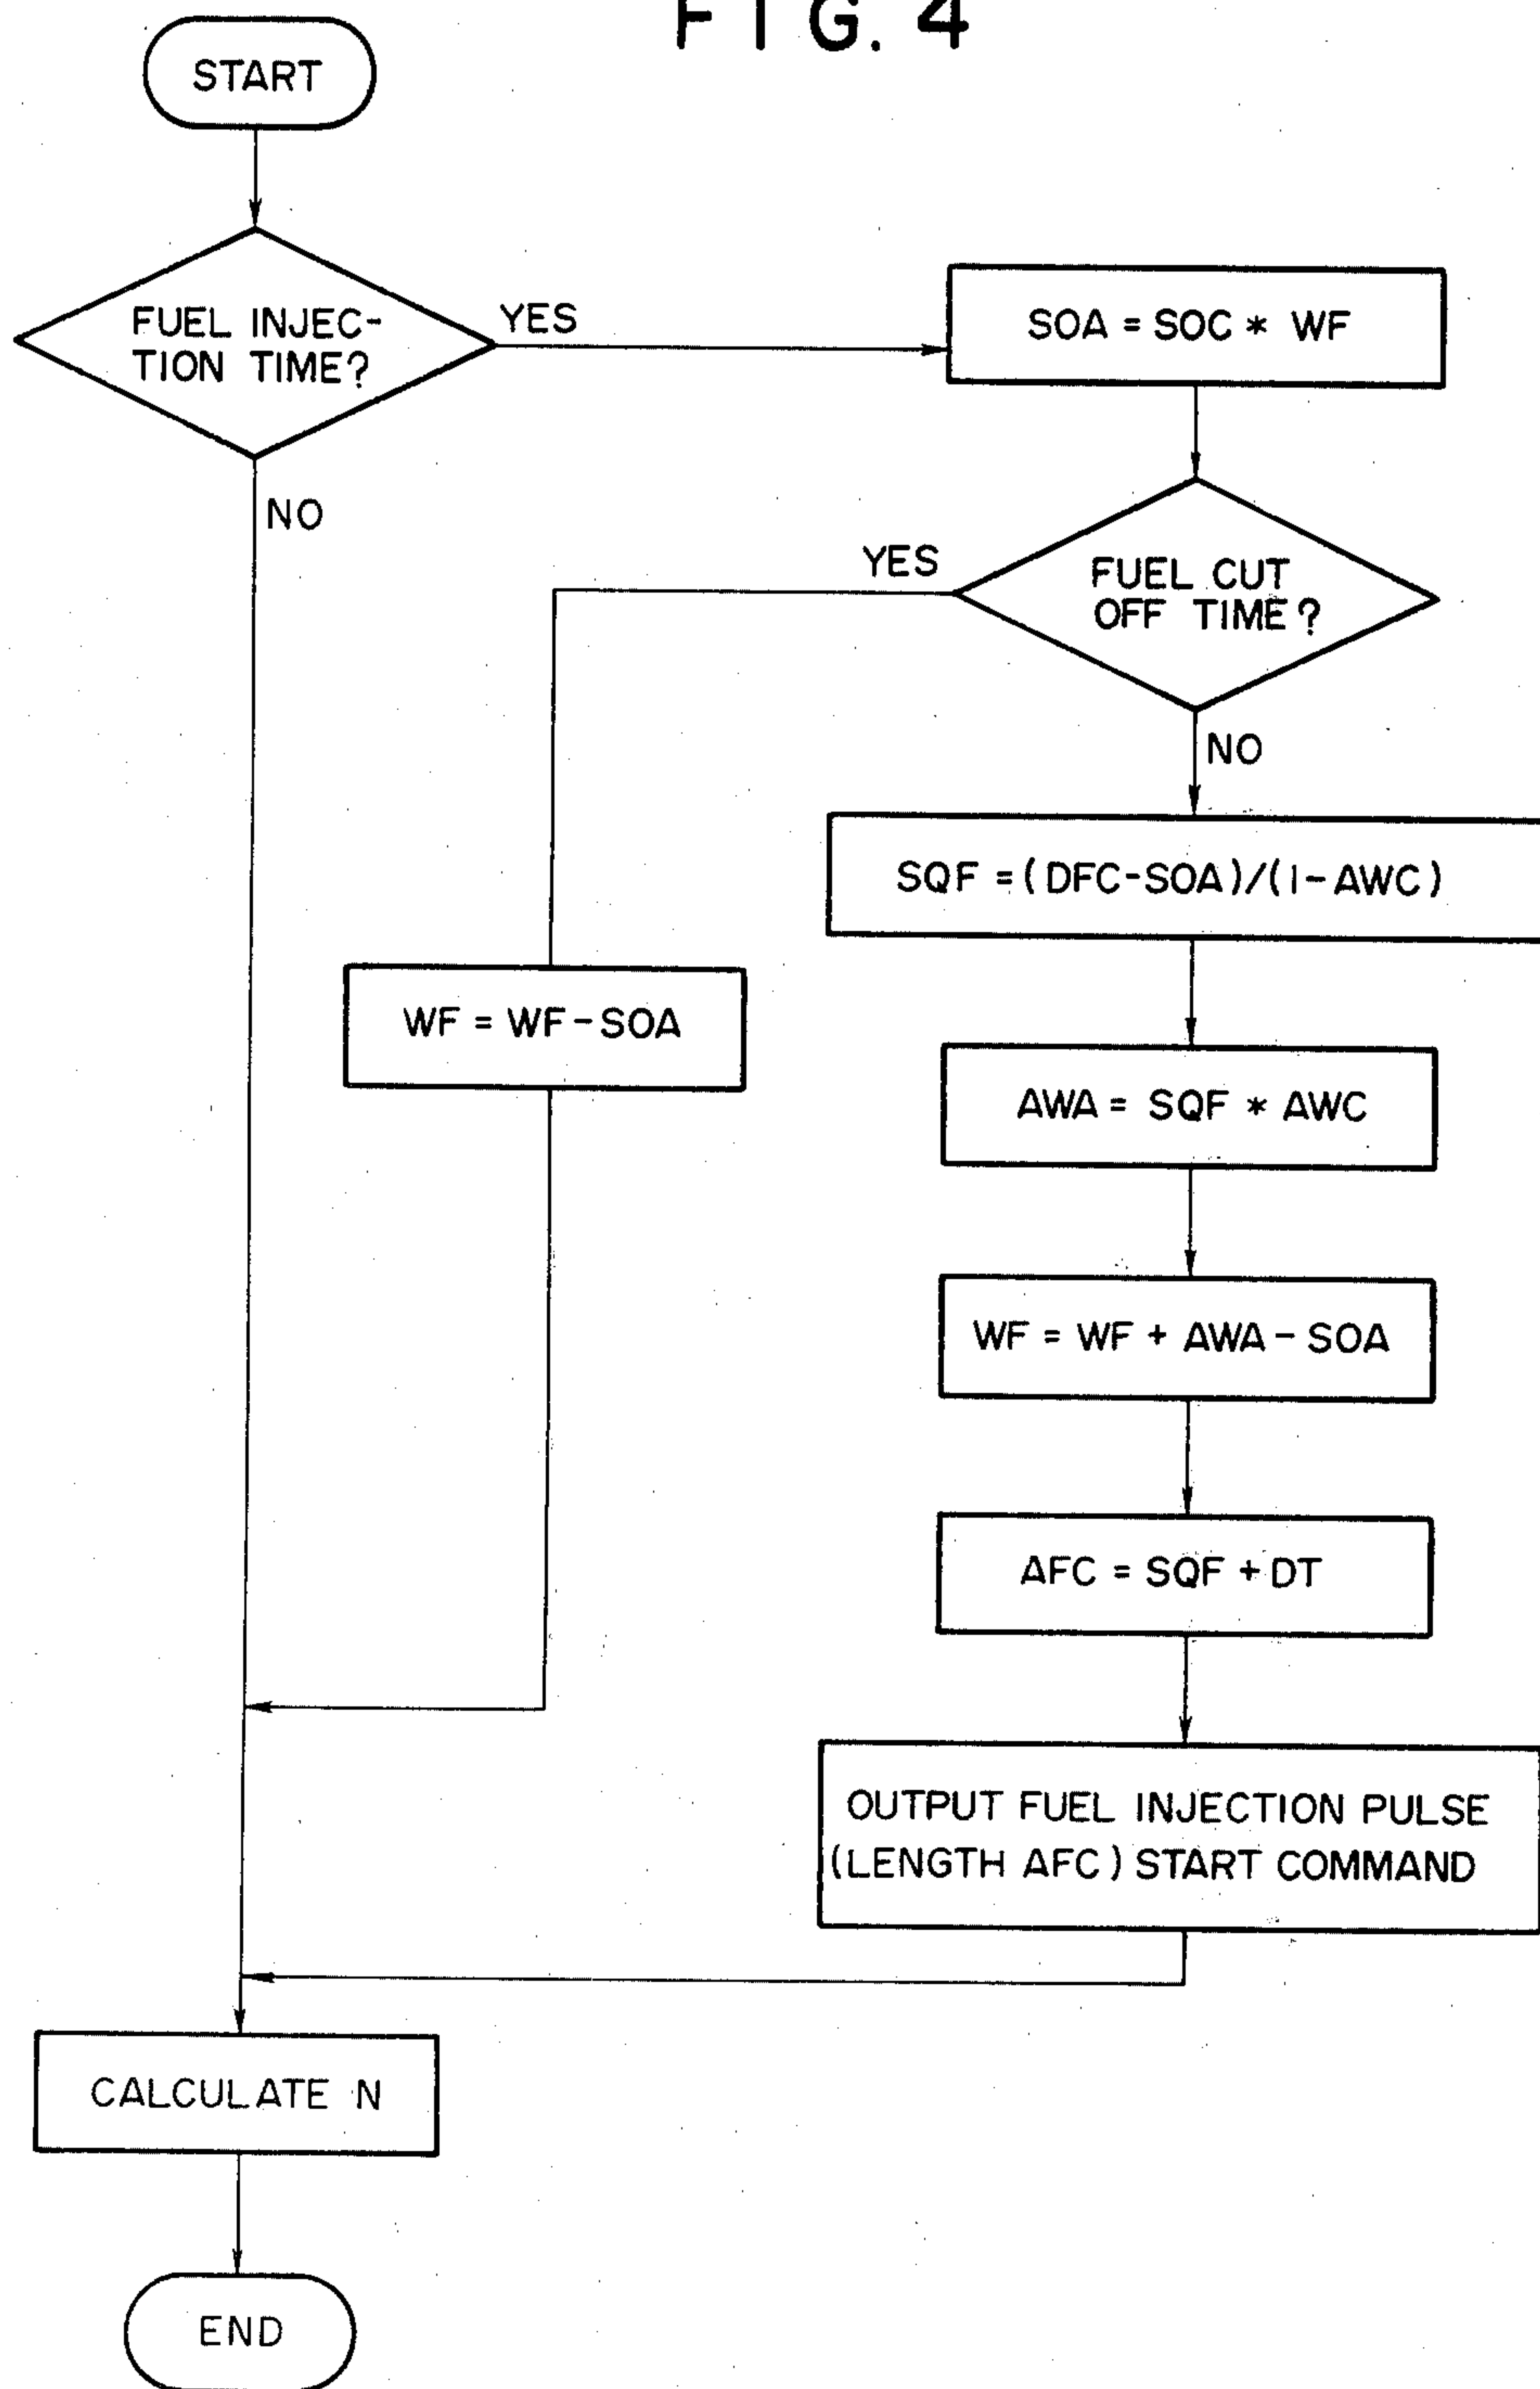 FIG. 4
START
FUEL INJEC-
TION TIME?
YES
SOA = SOC * WF
NO
YES
FUEL CUT
OFF TIME?
NO
SQF = (DFC-SOA)/(1-AWC)
WF = WF-SOA
AWA = SQF * AWC
WF = WF + AWA-SOA
AFC = SQF + DT
OUTPUT FUEL INJECTION PULSE
(LENGTH AFC) START COMMAND
CALCULATE N
END